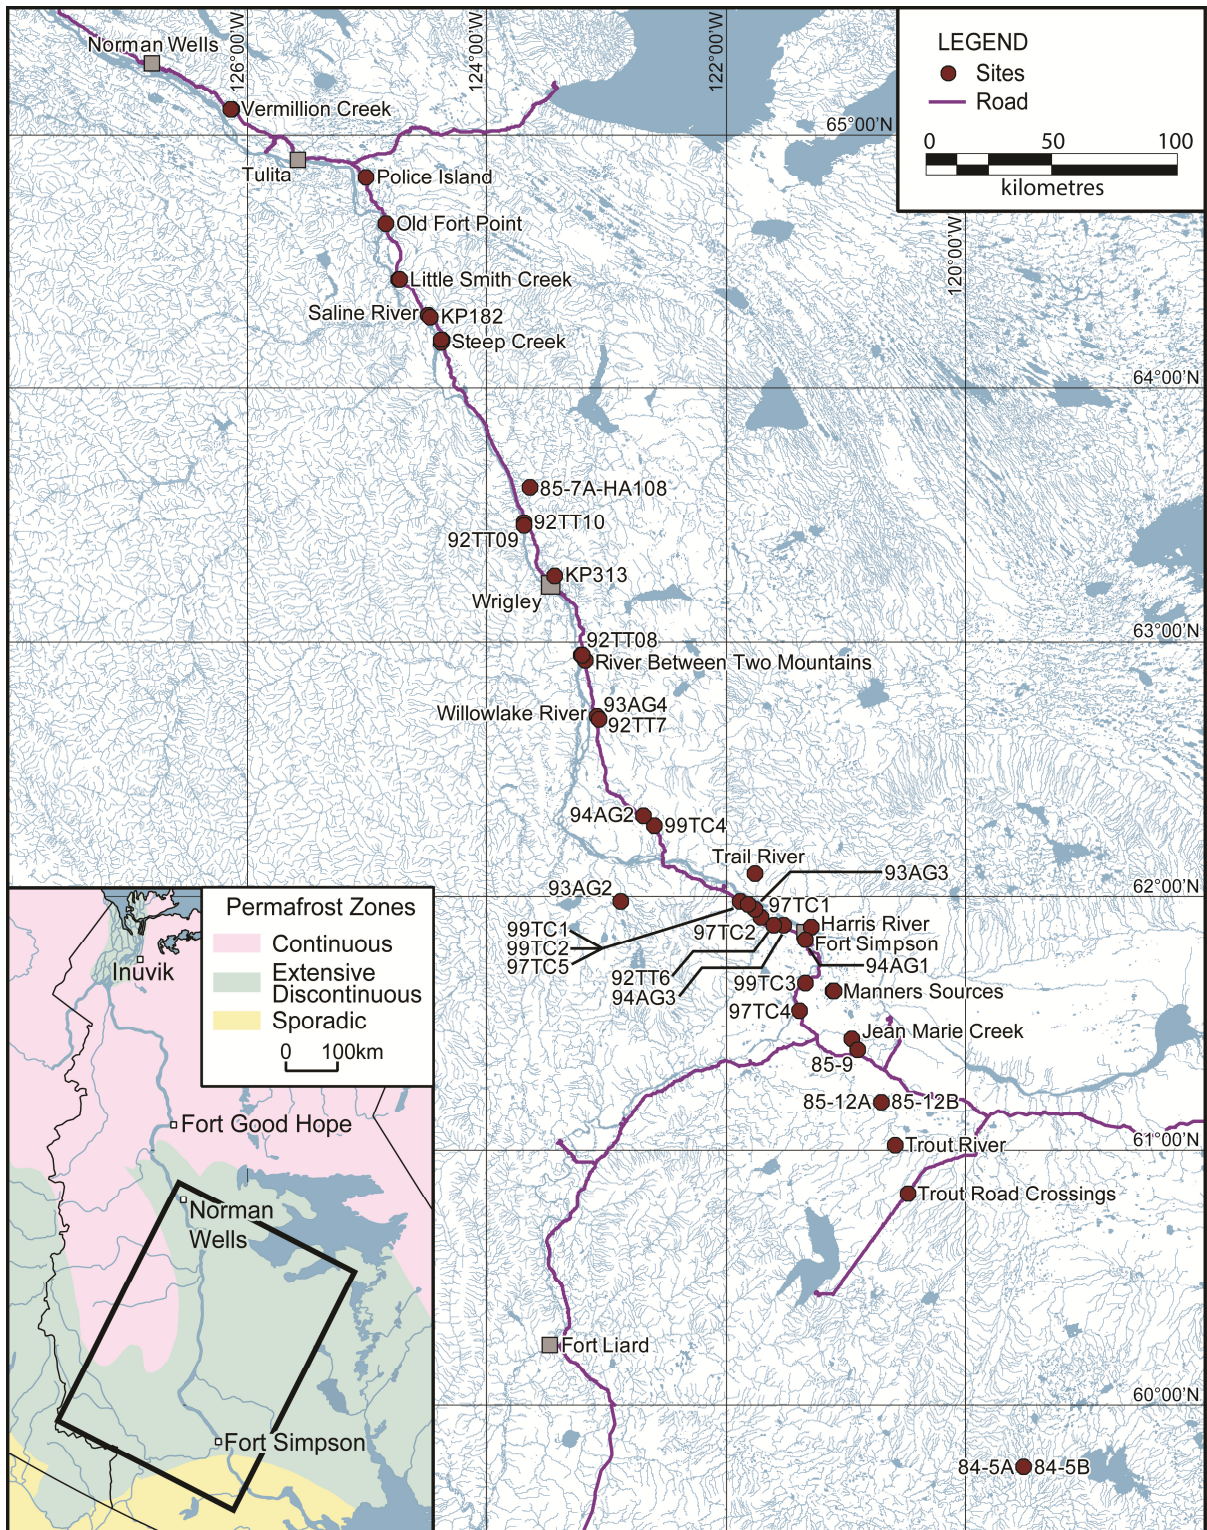 126°00'W
124°00'W
122°00'W
120°00'W
LEGEND
Sites
Road
0 50 100
kilometres
Norman Wells
Vermillion Creek
65°00'N
Tulita
Police Island
Old Fort Point
Little Smith Creek
Saline River
KP182
Steep Creek
64°00'N
85-7A-HA108
92TT10
92TT09
KP313
Wrigley
63°00'N
92TT08
River Between Two Mountains
93AG4
Willowlake River
92TT7
94AG2
99TC4
Trail River
93AG3
93AG2
62°00'N
97TC1
99TC1
99TC2
97TC5
97TC2
Harris River
Fort Simpson
92TT6
94AG3
94AG1
99TC3
Manners Sources
97TC4
Jean Marie Creek
85-9
85-12A
85-12B
Trout River
61°00'N
Trout Road Crossings
Fort Liard
60°00'N
84-5A
84-5B
Permafrost Zones
Continuous
Extensive
Discontinuous
Sporadic
0 100km
Inuvik
Fort Good Hope
Norman
Wells
Fort Simpson